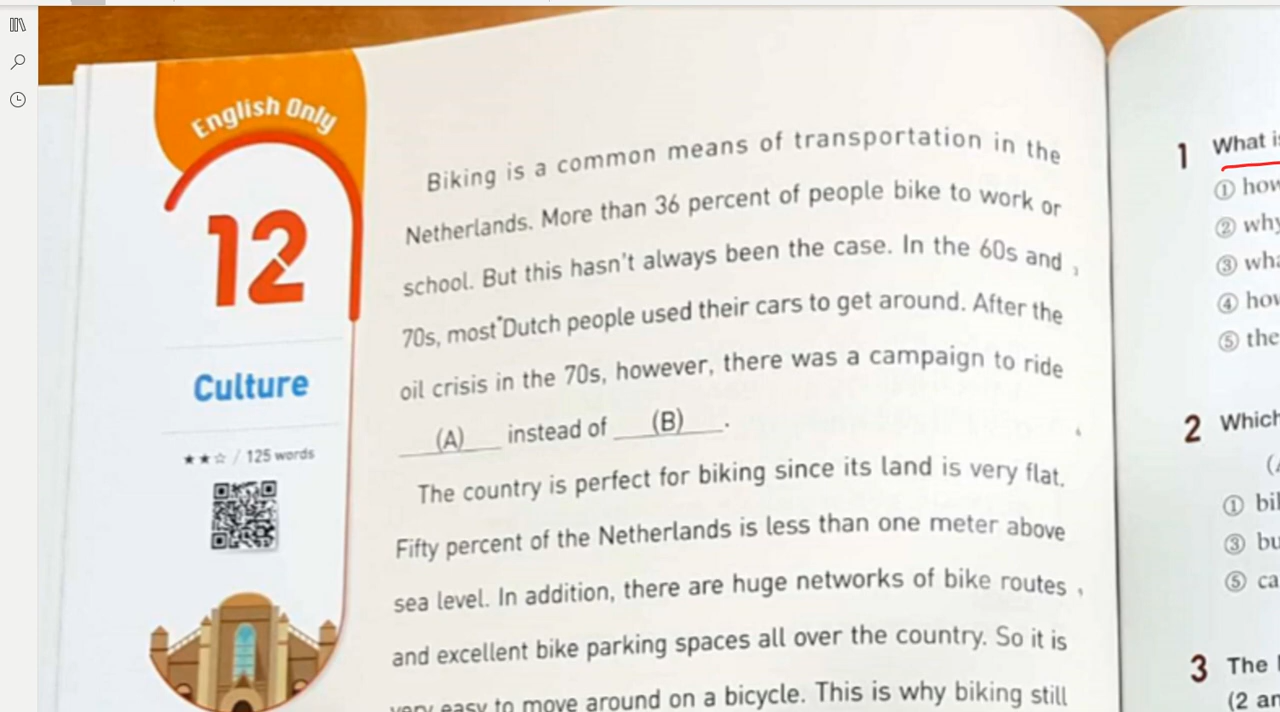 English Only
12
Culture
★★☆ / 125 words
Biking is a common means of transportation in the
Netherlands. More than 36 percent of people bike to work or
school. But this hasn't always been the case. In the 60s and
70s, most *Dutch people used their cars to get around. After the
oil crisis in the 70s, however, there was a campaign to ride
(A) instead of (B) .
The country is perfect for biking since its land is very flat.
Fifty percent of the Netherlands is less than one meter above
sea level. In addition, there are huge networks of bike routes
and excellent bike parking spaces all over the country. So it is
very easy to move around on a bicycle. This is why biking still
1 What
① how
② why
③
④ how
⑤ the
2 Which
①
③
⑤
3 The
(2